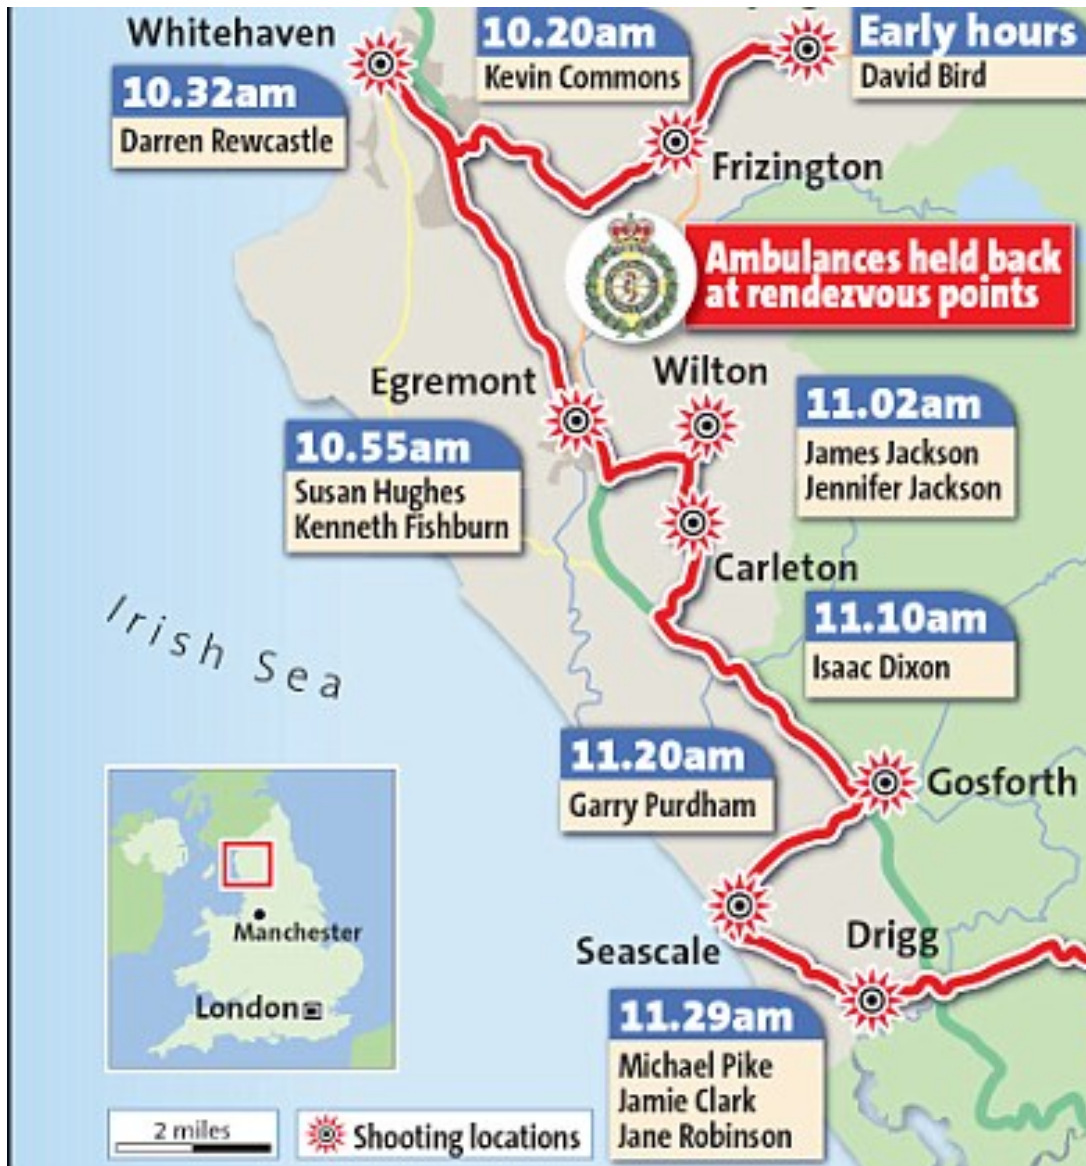 Whitehaven
10.32am
Darren Rewcastle
10.20am
Kevin Commons
Early hours
David Bird
Frizington
Ambulances held back
at rendezvous points
Egremont
Wilton
10.55am
Susan Hughes
Kenneth Fishburn
11.02am
James Jackson
Jennifer Jackson
Carleton
Irish Sea
11.10am
Isaac Dixon
11.20am
Garry Purdham
Gosforth
Manchester
London
Seascale
Drigg
11.29am
Michael Pike
Jamie Clark
Jane Robinson
2 miles
Shooting locations